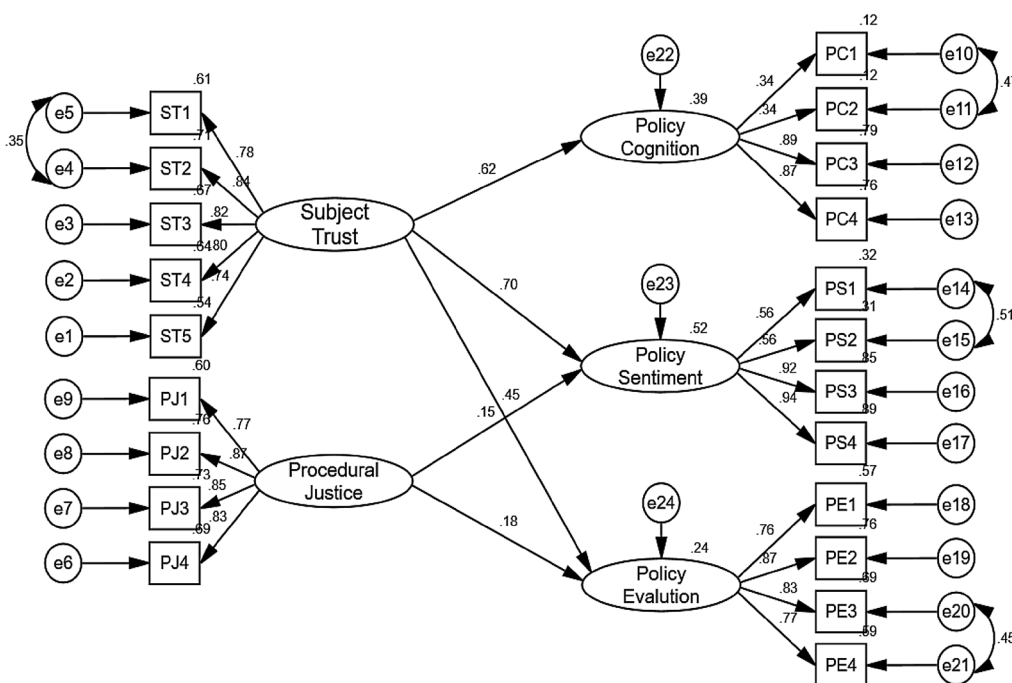 .12
e22
PC1
e10
.12
.34
.61
.39
.34
PC2
e11
.79
e5
ST1
.71
Policy
Cognition
.89
.35
.78
.87
PC3
e12
.76
e4
ST2
.67
.84
.62
PC4
e13
e3
ST3
.82
Subject
Trust
.64
.80
.32
e2
ST4
.74
.70
e23
PS1
e14
.31
.54
.56
.51
e1
ST5
.52
.56
PS2
e15
.85
.60
Policy
Sentiment
.92
e9
PJ1
.45
.94
PS3
e16
.89
.76
.77
.15
e8
PJ2
.87
PS4
e17
.73
Procedural
Justice
.57
e7
PJ3
.85
e24
PE1
e18
.83
.18
.76
.76
.69
e6
PJ4
.24
.87
PE2
e19
.69
Policy
Evalution
.83
PE3
e20
.77
.59
.45
PE4
e21